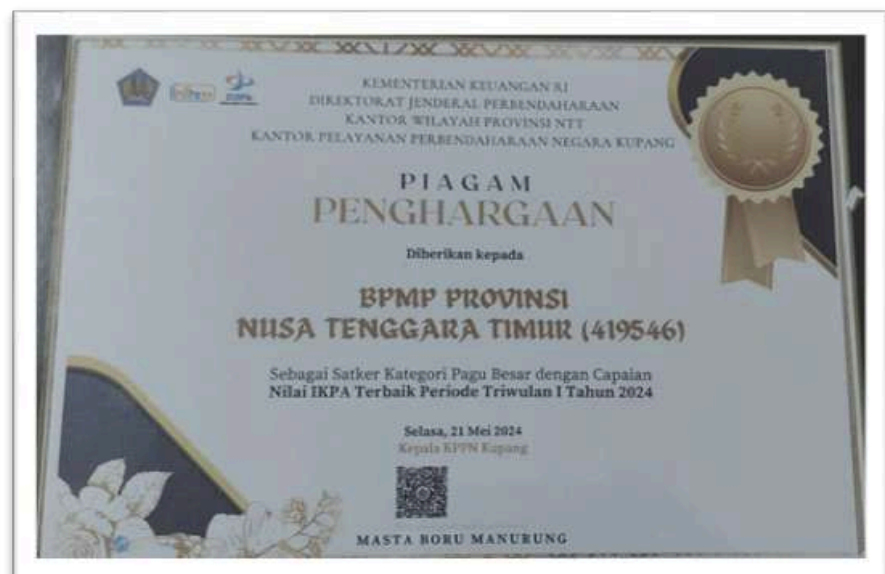 KEMENTERIAN KEUANGAN RI
DIREKTORAT JENDERAL PERBENDAHARAAN
KANTOR WILAYAH PROVINSI NTT
KANTOR PELAYANAN PERBENDAHARAAN NEGARA KUPANG
PIAGAM
PENGHARGAAN
Diberikan kepada
BPMP PROVINSI
NUSA TENGGARA TIMUR (419546)
Sebagai Satker Kategori Pagu Besar dengan Capaian
Nilai IKPA Terbaik Periode Triwulan I Tahun 2024
Selasa, 21 Mei 2024
Kepala KPPN Kupang
MASTA BORU MANURUNG